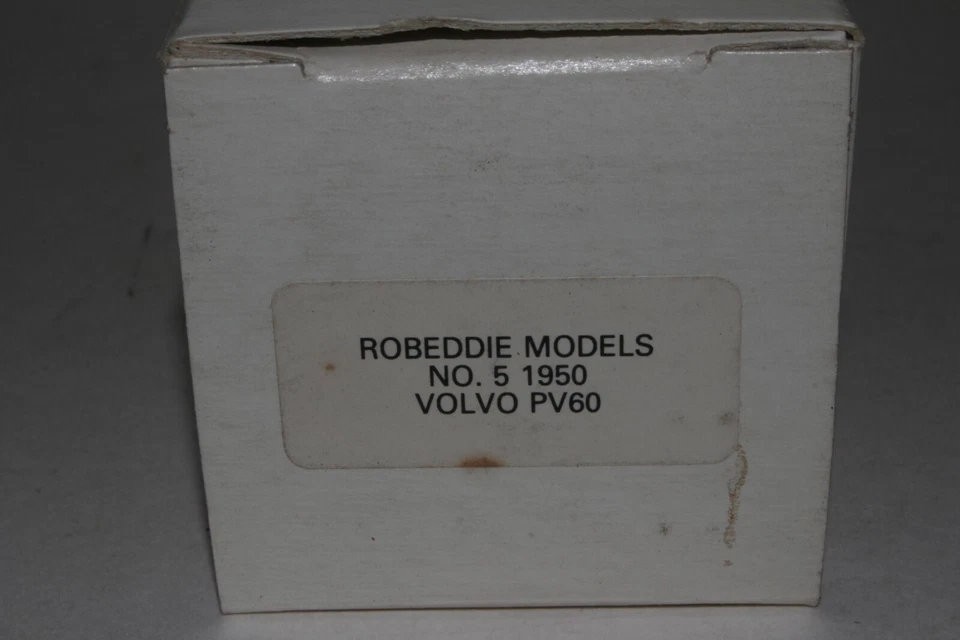 ROBEDDIE MODELS
NO. 5 1950
VOLVO PV60